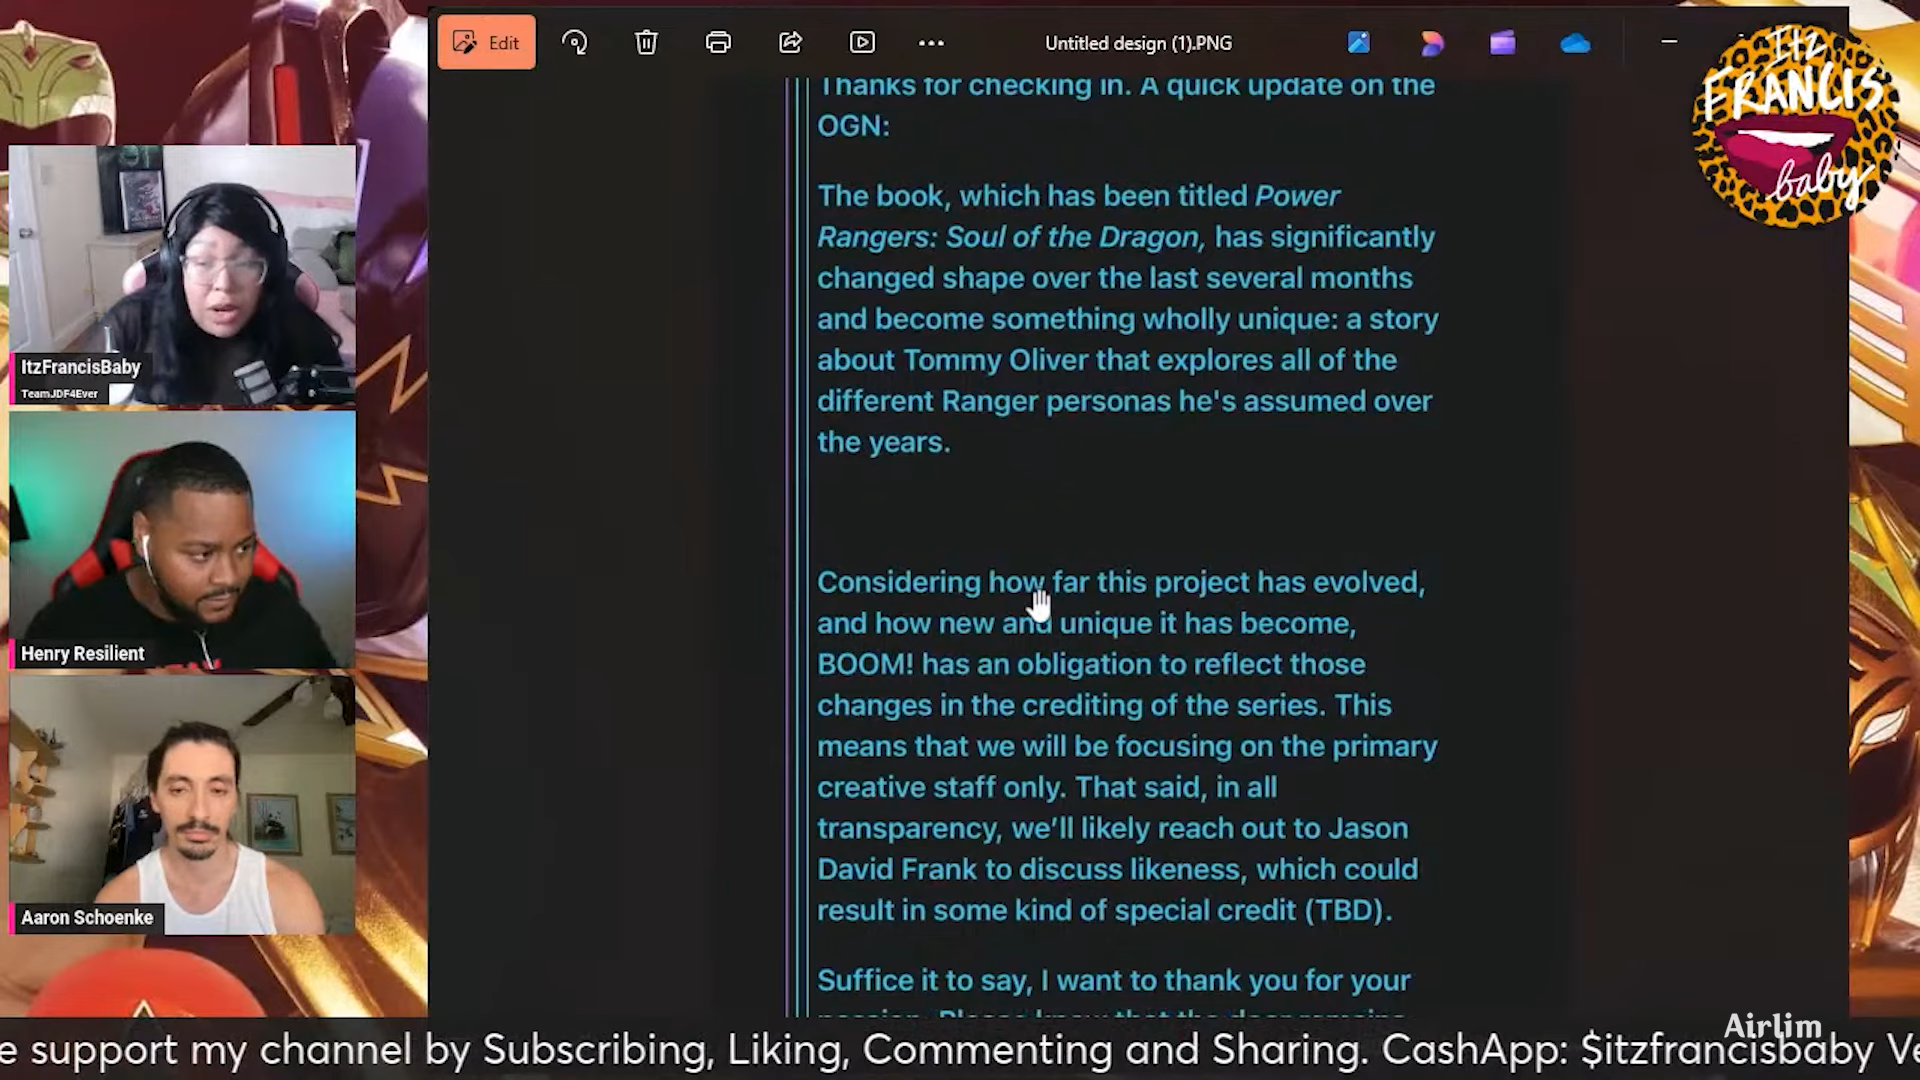 Edit
Untitled design (1).PNG
Itz
FRANCIS
baby
Thanks for checking in. A quick update on the
OGN:
The book, which has been titled Power
Rangers: Soul of the Dragon, has significantly
changed shape over the last several months
and become something wholly unique: a story
about Tommy Oliver that explores all of the
different Ranger personas he's assumed over
the years.
Considering how far this project has evolved,
and how new and unique it has become,
BOOM! has an obligation to reflect those
changes in the crediting of the series. This
means that we will be focusing on the primary
creative staff only. That said, in all
transparency, we’ll likely reach out to Jason
David Frank to discuss likeness, which could
result in some kind of special credit (TBD).
Suffice it to say, I want to thank you for your
ItzFrancisBaby
TeamJDF4Ever
Henry Resilient
Aaron Schoenke
Airlim
e support my channel by Subscribing, Liking, Commenting and Sharing. CashApp: $itzfrancisbaby Ve